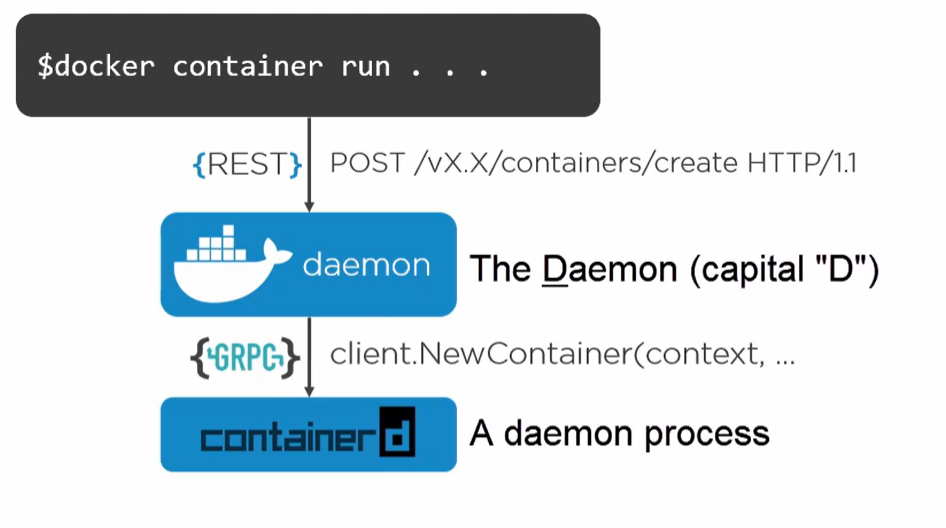 $docker container run . . .
{REST} POST /vX.X/containers/create HTTP/1.1
daemon The Daemon (capital "D")
{GRPC} client.NewContainer(context, ...
containerd A daemon process